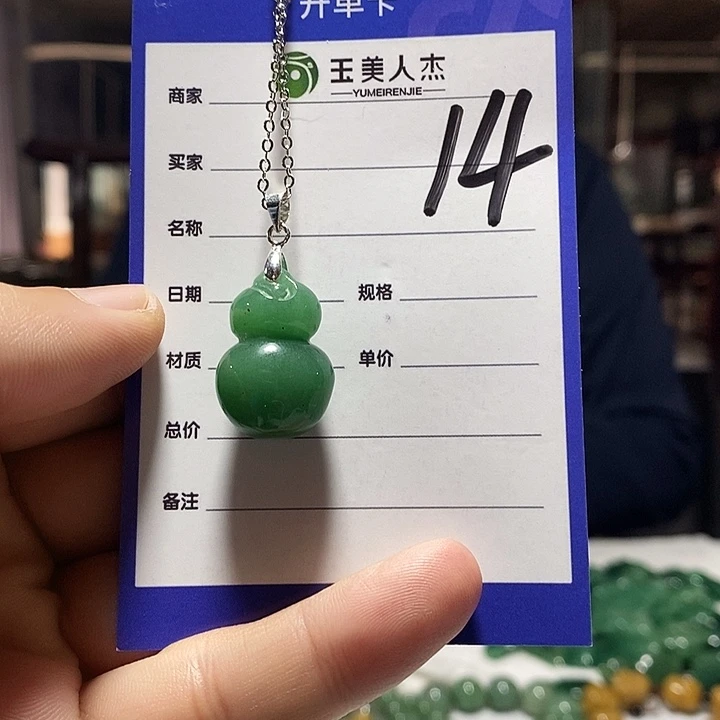 开单卡
玉美人杰
YUMEIRENJIE
商家
14
买家
名称
日期 规格
材质 单价
总价
备注